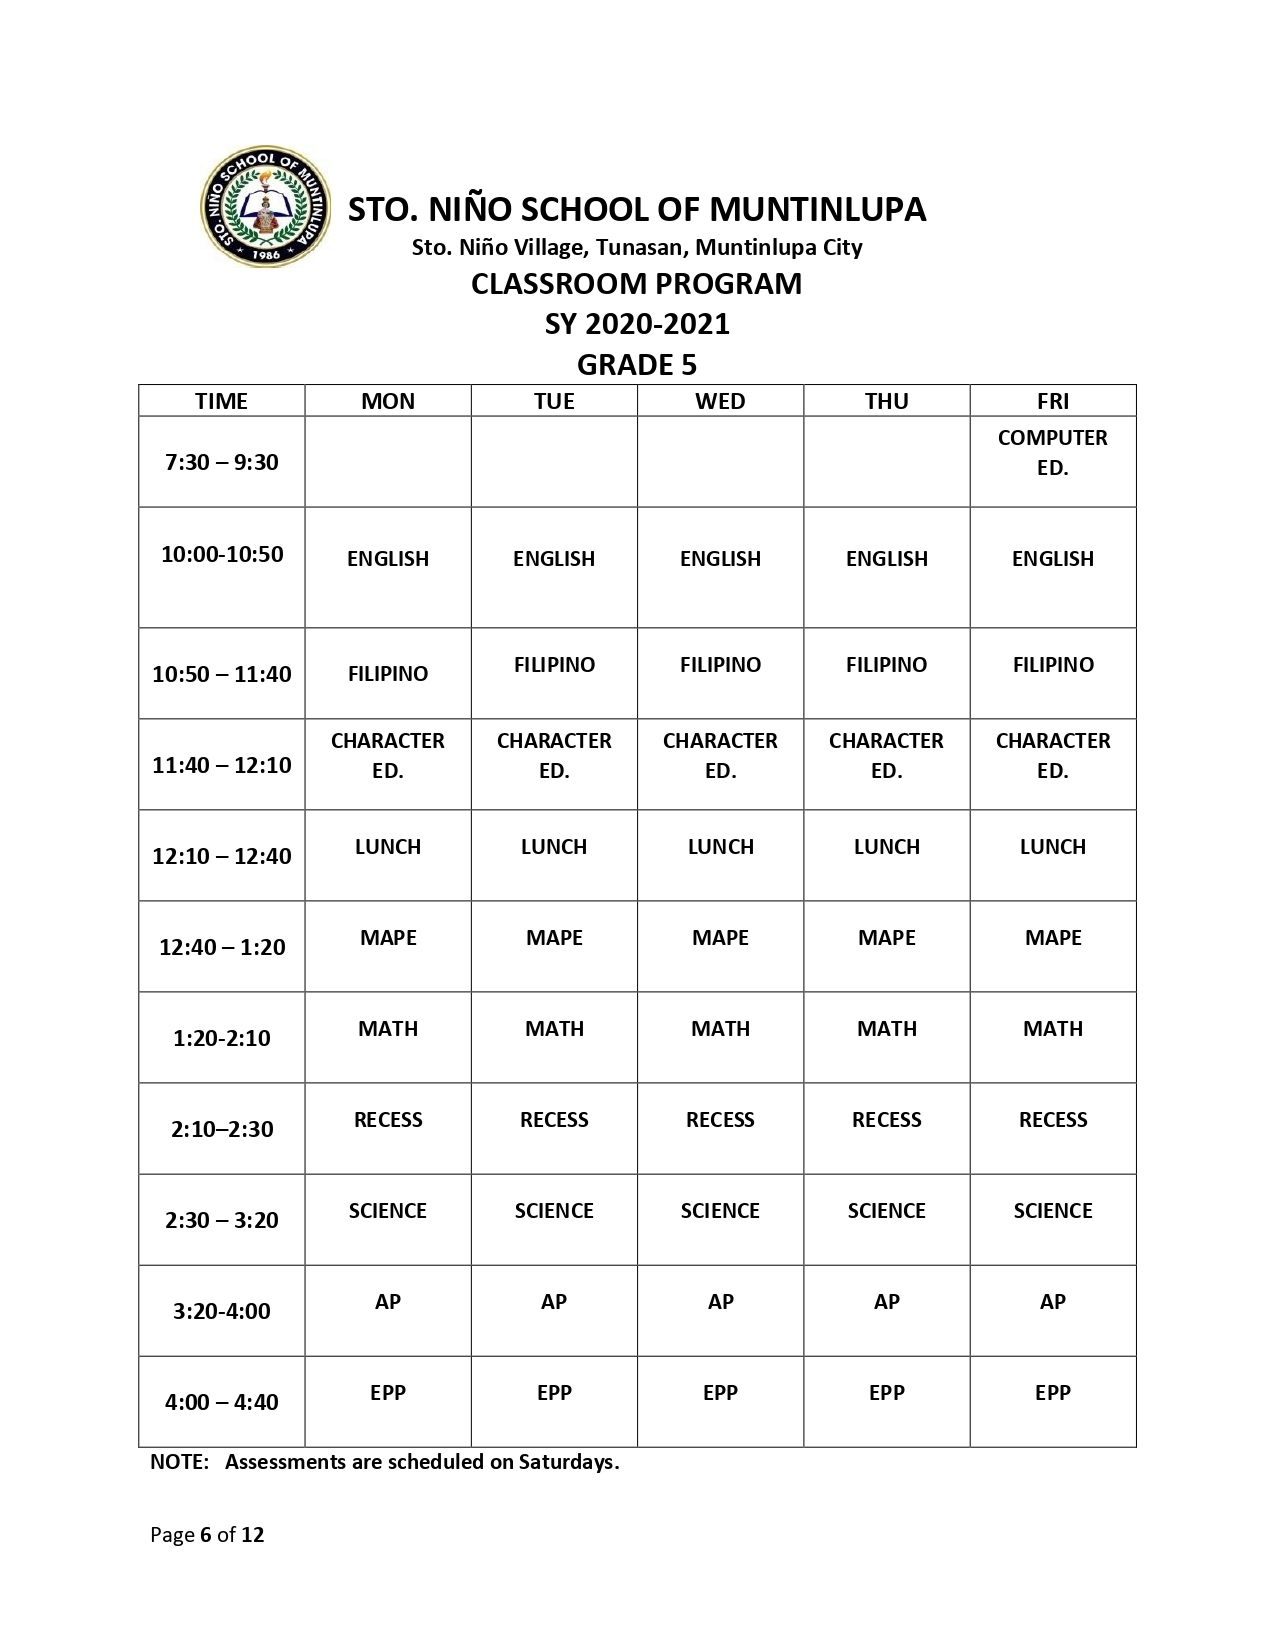 STO. NIÑO SCHOOL OF MUNTINLUPA
1986
STO. NIÑO SCHOOL OF MUNTINLUPA
Sto. Niño Village, Tunasan, Muntinlupa City
CLASSROOM PROGRAM
SY 2020-2021
GRADE 5
TIME MON TUE WED THU FRI
7:30 – 9:30 COMPUTER
ED.
10:00-10:50 ENGLISH ENGLISH ENGLISH ENGLISH ENGLISH
10:50 – 11:40 FILIPINO FILIPINO FILIPINO FILIPINO FILIPINO
11:40 – 12:10 CHARACTER CHARACTER CHARACTER CHARACTER CHARACTER
ED. ED. ED. ED. ED.
12:10 – 12:40 LUNCH LUNCH LUNCH LUNCH LUNCH
12:40 – 1:20 MAPE MAPE MAPE MAPE MAPE
1:20-2:10 MATH MATH MATH MATH MATH
2:10–2:30 RECESS RECESS RECESS RECESS RECESS
2:30 – 3:20 SCIENCE SCIENCE SCIENCE SCIENCE SCIENCE
3:20-4:00 AP AP AP AP AP
4:00 – 4:40 EPP EPP EPP EPP EPP
NOTE: Assessments are scheduled on Saturdays.
Page 6 of 12